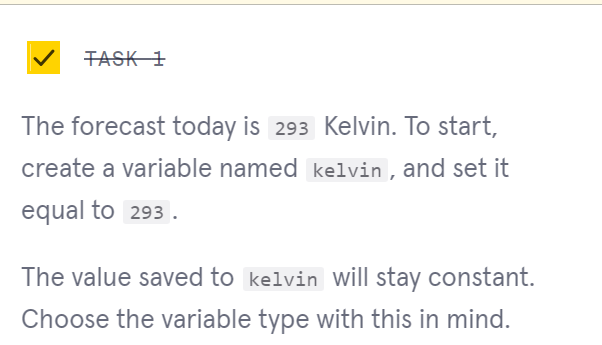 TASK 1
The forecast today is 293 Kelvin. To start,
create a variable named kelvin, and set it
equal to 293.
The value saved to kelvin will stay constant.
Choose the variable type with this in mind.